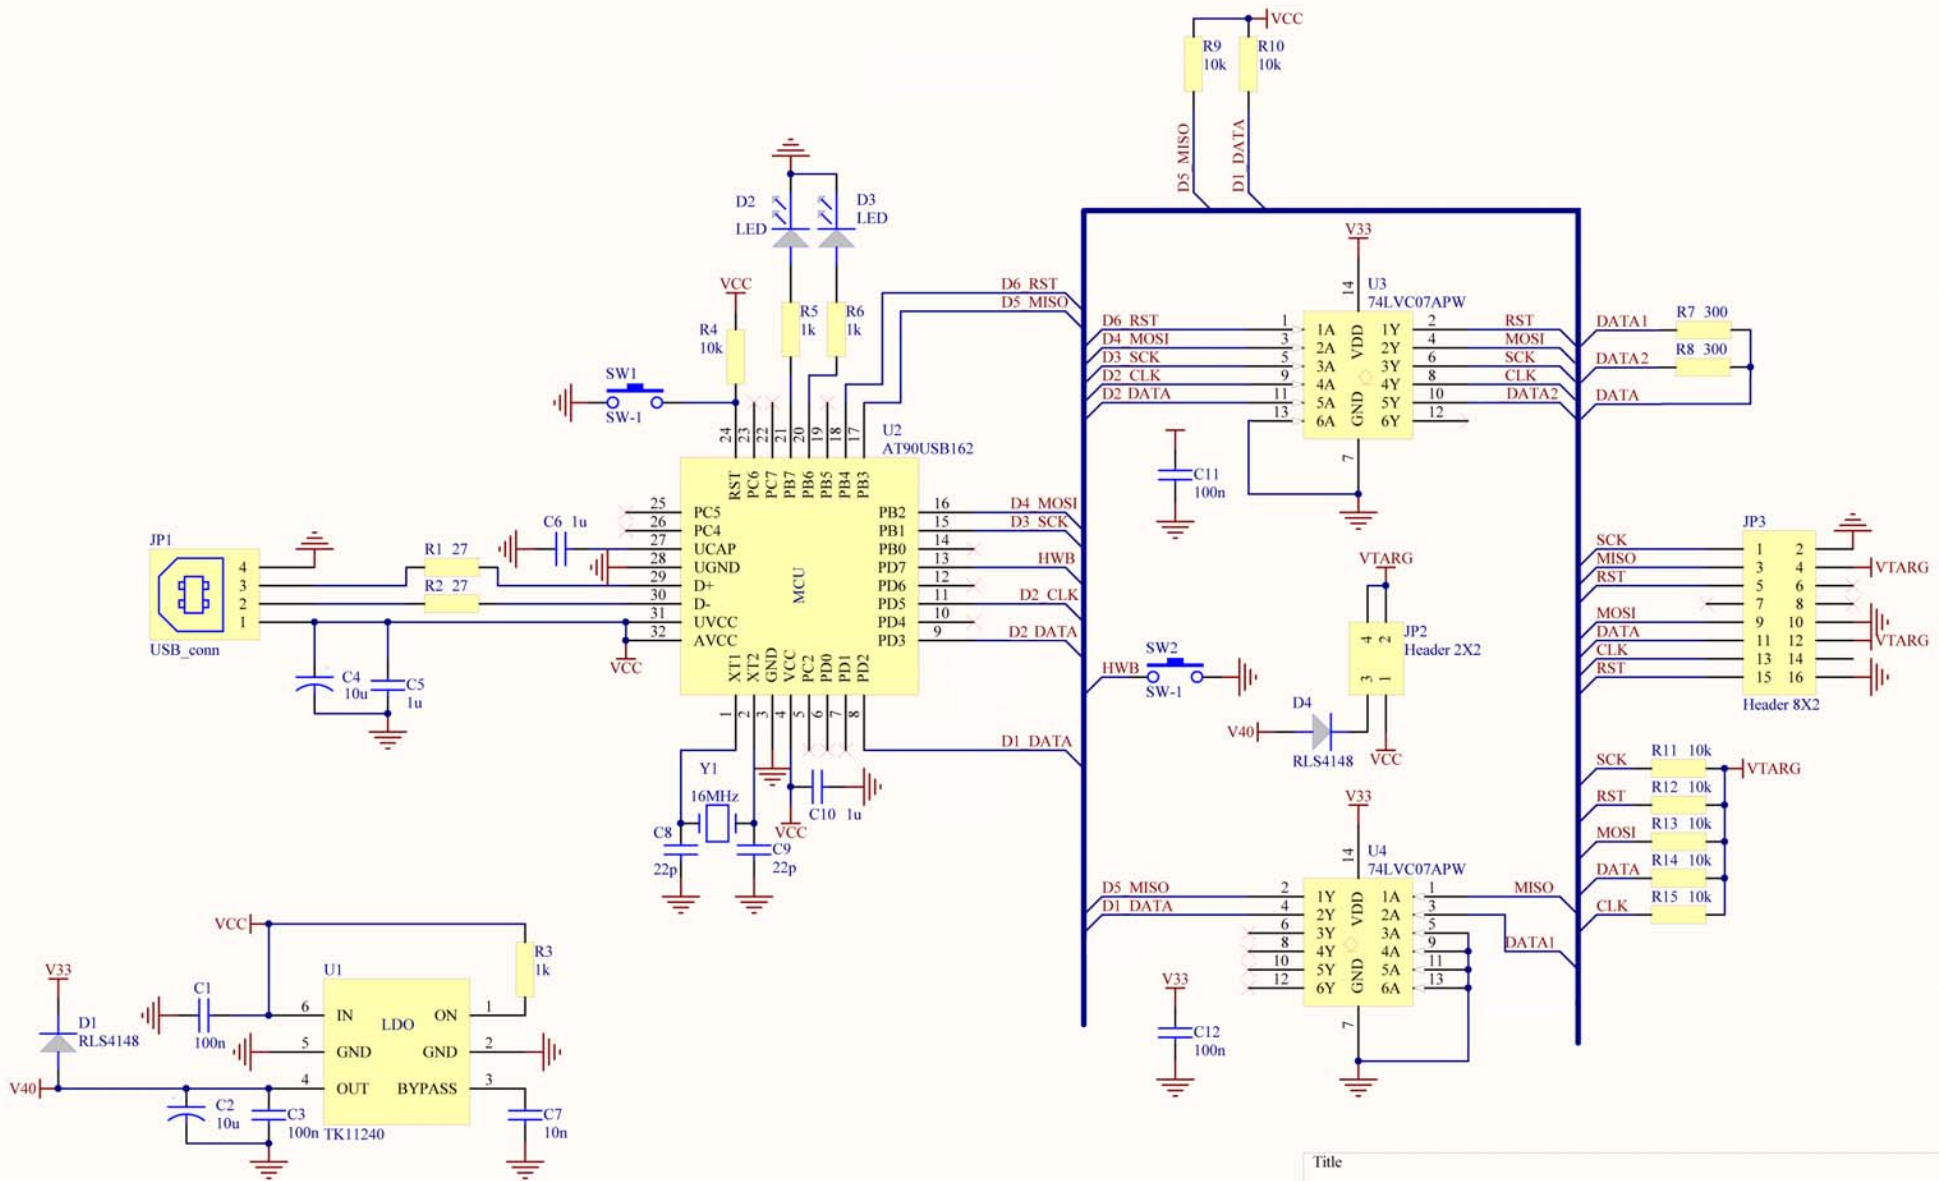 VCC
R9
10k
R10
10k
D5_MISO
D1_DATA
D2
LED
D3
LED
VCC
R4
10k
R5
1k
R6
1k
SW1
SW-1
D6_RST
D5_MISO
24 23 22 21 20 19 18 17
U2
AT90USB162
RST PC6 PC7 PB7 PB6 PB5 PB4 PB3
25 PC5
26 PC4
27 UCAP
28 UGND
29 D+
30 D-
31 UVCC
32 AVCC
MCU
PB2 16 D4_MOSI
PB1 15 D3_SCK
PB0 14
PD7 13 HWB
PD6 12
PD5 11 D2_CLK
PD4 10
PD3 9 D2_DATA
XT1 XT2 GND VCC PC2 PD0 PD1 PD2
1 2 3 4 5 6 7 8
D1_DATA
C6 1u
JP1
4
3
2
1
USB_conn
R1 27
R2 27
VCC
C4
10u
C5
1u
Y1
16MHz
C8
22p
C9
22p
VCC
C10 1u
V33
14
U3
74LVC07APW
D6_RST 1 1A 1Y 2 RST
D4_MOSI 3 2A 2Y 4 MOSI
D3_SCK 5 3A 3Y 6 SCK
D2_CLK 9 4A 4Y 8 CLK
D2_DATA 11 5A 5Y 10 DATA2
13 6A 6Y 12
VDD
GND
7
C11
100n
DATA1 R7 300
DATA2 R8 300
DATA
VTARG
4 2
JP2
Header 2X2
3 1
HWB
SW2
SW-1
V40
D4
RLS4148
VCC
JP3
SCK 1 2
MISO 3 4 VTARG
RST 5 6
7 8
MOSI 9 10
DATA 11 12 VTARG
CLK 13 14
RST 15 16
Header 8X2
SCK R11 10k VTARG
RST R12 10k
MOSI R13 10k
DATA R14 10k
CLK R15 10k
V33
14
U4
74LVC07APW
D5_MISO 2 1Y 1A 1 MISO
D1_DATA 4 2Y 2A 3
6 3Y 3A 5
8 4Y 4A 9
10 5Y 5A 11
12 6Y 6A 13
VDD
GND
DATA1
7
V33
C12
100n
VCC
R3
1k
V33
D1
RLS4148
C1
100n
U1
6 IN ON 1
LDO
5 GND GND 2
4 OUT BYPASS 3
TK11240
V40
C2
10u
C3
100n
C7
10n
Title